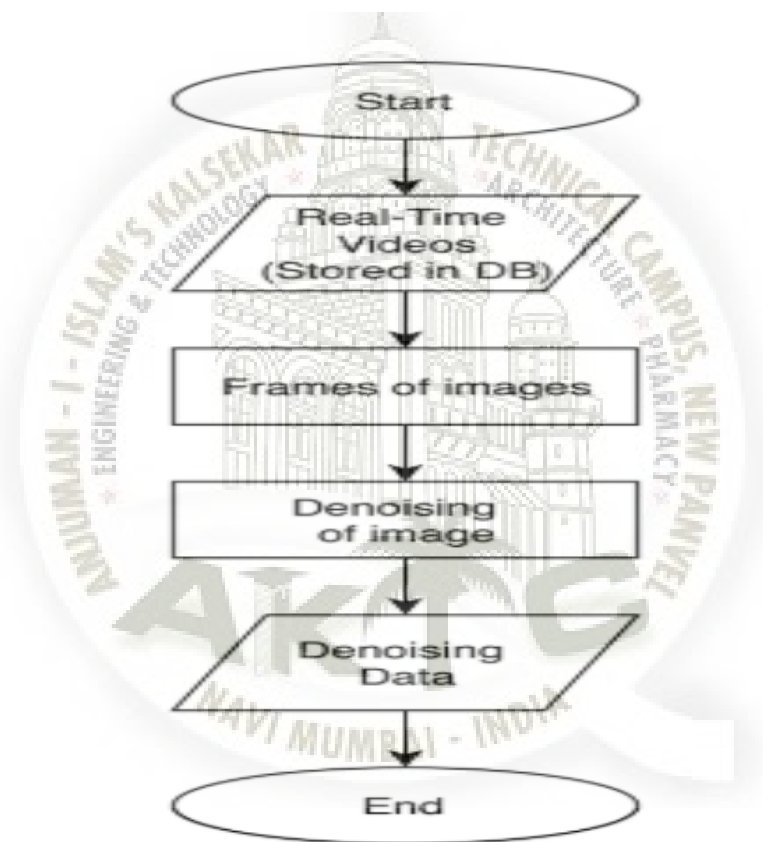 Start
Real-Time
Videos
(Stored in DB)
Frames of images
Denoising
of image
Denoising
Data
End
ANJUMAN - I - ISLAM'S KALSEKAR TECHNICAL CAMPUS, NEW PANVEL
ENGINEERING & TECHNOLOGY * ARCHITECTURE * PHARMACY
AKTC
NAVI MUMBAI - INDIA